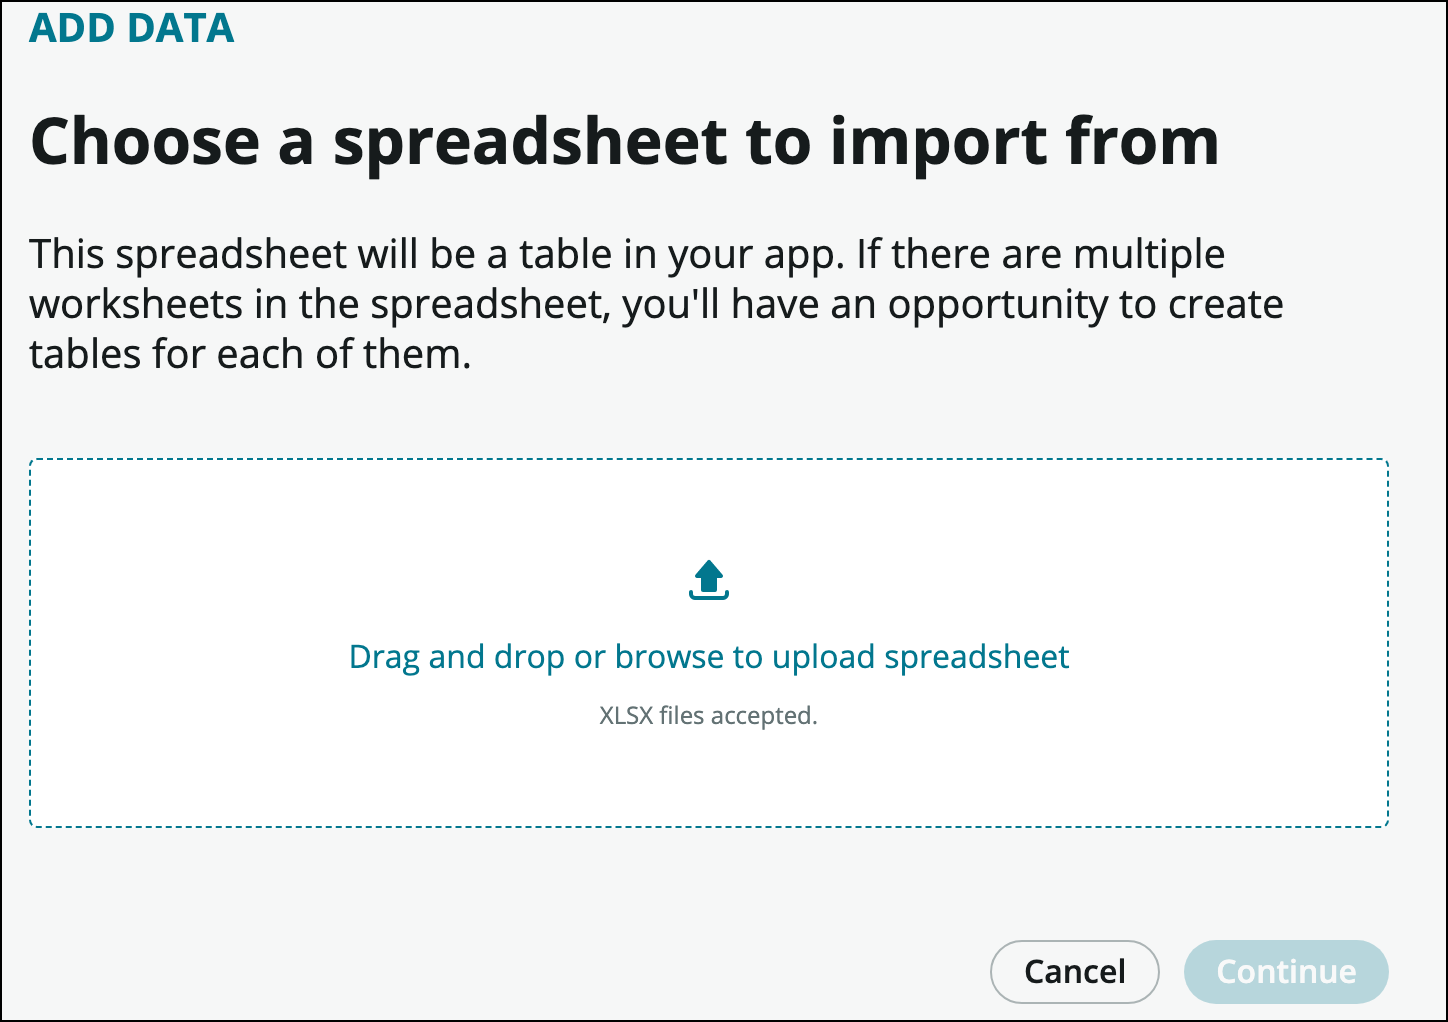 ADD DATA
Choose a spreadsheet to import from
This spreadsheet will be a table in your app. If there are multiple
worksheets in the spreadsheet, you'll have an opportunity to create
tables for each of them.
Drag and drop or browse to upload spreadsheet
XLSX files accepted.
Cancel
Continue